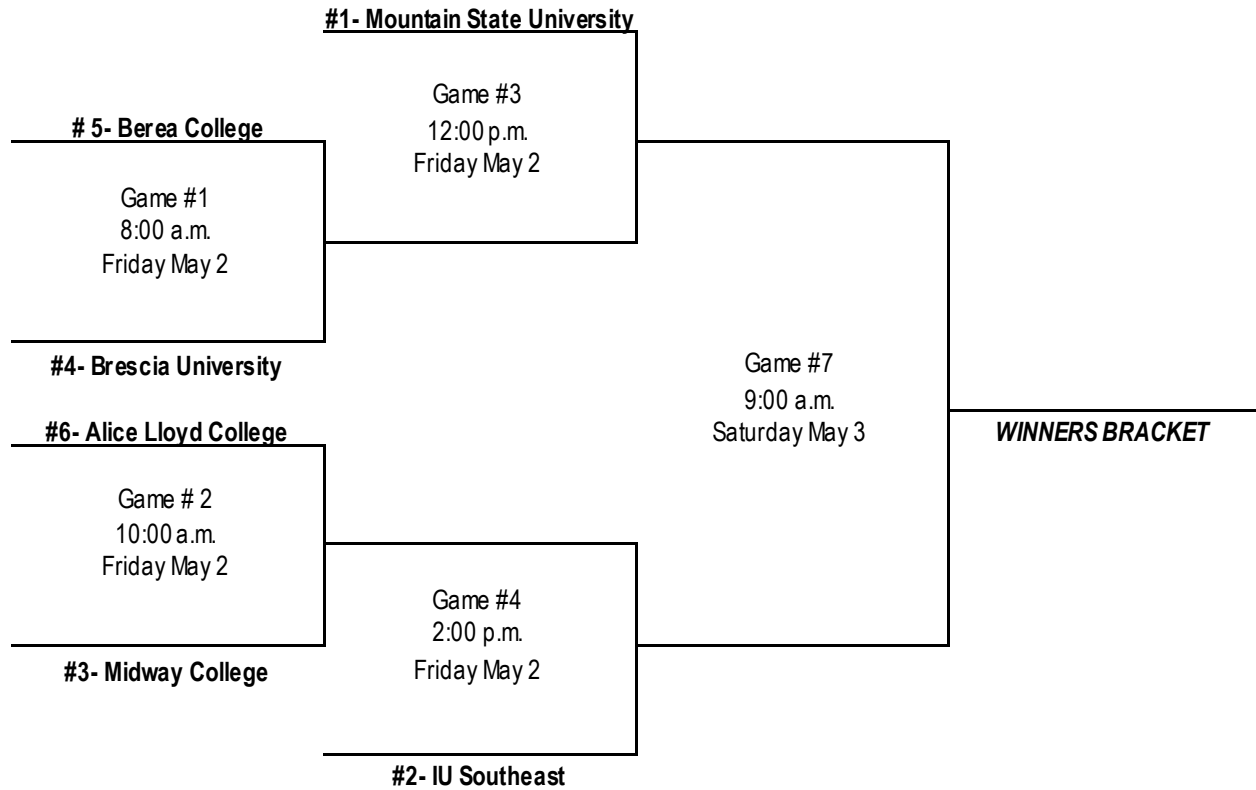 #1- Mountain State University
Game #3
12:00 p.m.
Friday May 2
# 5- Berea College
Game #1
8:00 a.m.
Friday May 2
#4- Brescia University
Game #7
9:00 a.m.
Saturday May 3
WINNERS BRACKET
#6- Alice Lloyd College
Game # 2
10:00 a.m.
Friday May 2
#3- Midway College
Game #4
2:00 p.m.
Friday May 2
#2- IU Southeast